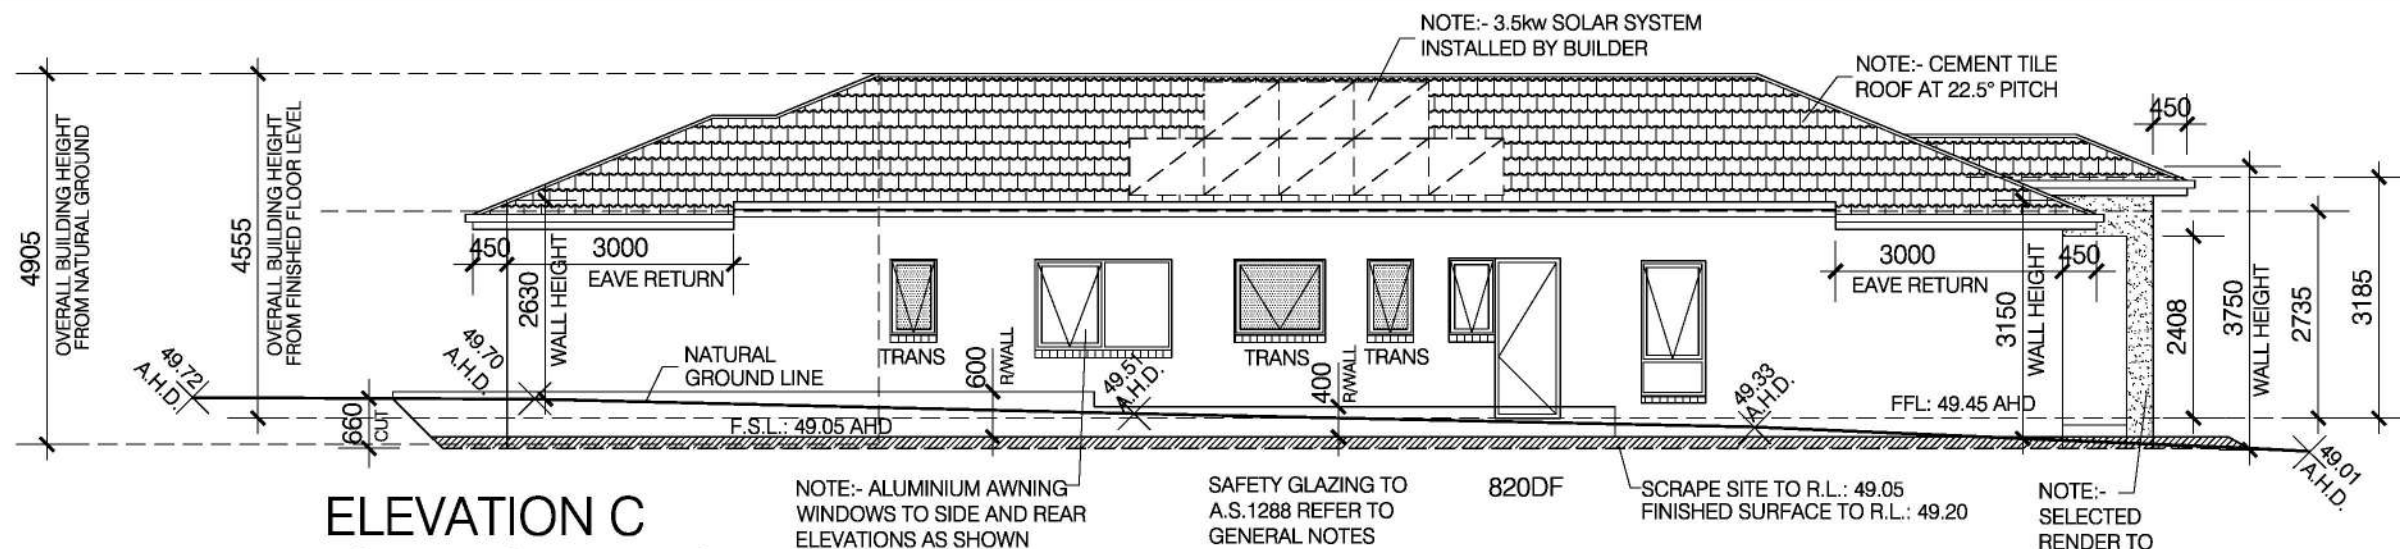 NOTE:- 3.5kw SOLAR SYSTEM
INSTALLED BY BUILDER
NOTE:- CEMENT TILE
ROOF AT 22.5° PITCH
450
4905
OVERALL BUILDING HEIGHT
FROM NATURAL GROUND
4555
OVERALL BUILDING HEIGHT
FROM FINISHED FLOOR LEVEL
450
3000
EAVE RETURN
2630
WALL HEIGHT
3000
EAVE RETURN
450
3150
WALL HEIGHT
2408
3750
WALL HEIGHT
2735
3185
TRANS
TRANS
TRANS
49.72
A.H.D.
49.70
A.H.D.
NATURAL
GROUND LINE
600
R/WALL
49.51
A.H.D.
400
R/WALL
49.33
A.H.D.
FFL: 49.45 AHD
660
CUT
F.S.L.: 49.05 AHD
49.01
A.H.D.
ELEVATION C
NOTE:- ALUMINIUM AWNING
WINDOWS TO SIDE AND REAR
ELEVATIONS AS SHOWN
SAFETY GLAZING TO
A.S.1288 REFER TO
GENERAL NOTES
820DF
SCRAPE SITE TO R.L.: 49.05
FINISHED SURFACE TO R.L.: 49.20
NOTE:-
SELECTED
RENDER TO